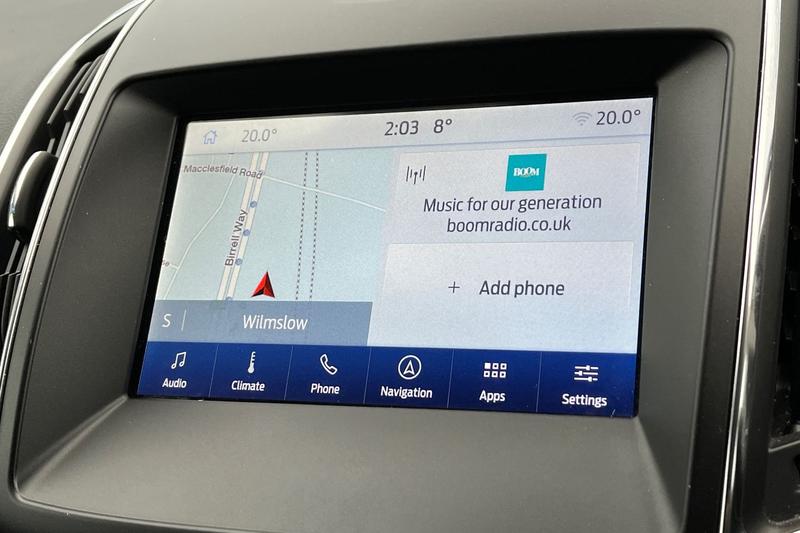 20.0°
2:03 8°
20.0°
Macclesfield Road
Birrell Way
BOOM
Music for our generation
boomradio.co.uk
+ Add phone
S
Wilmslow
Audio
Climate
Phone
Navigation
Apps
Settings